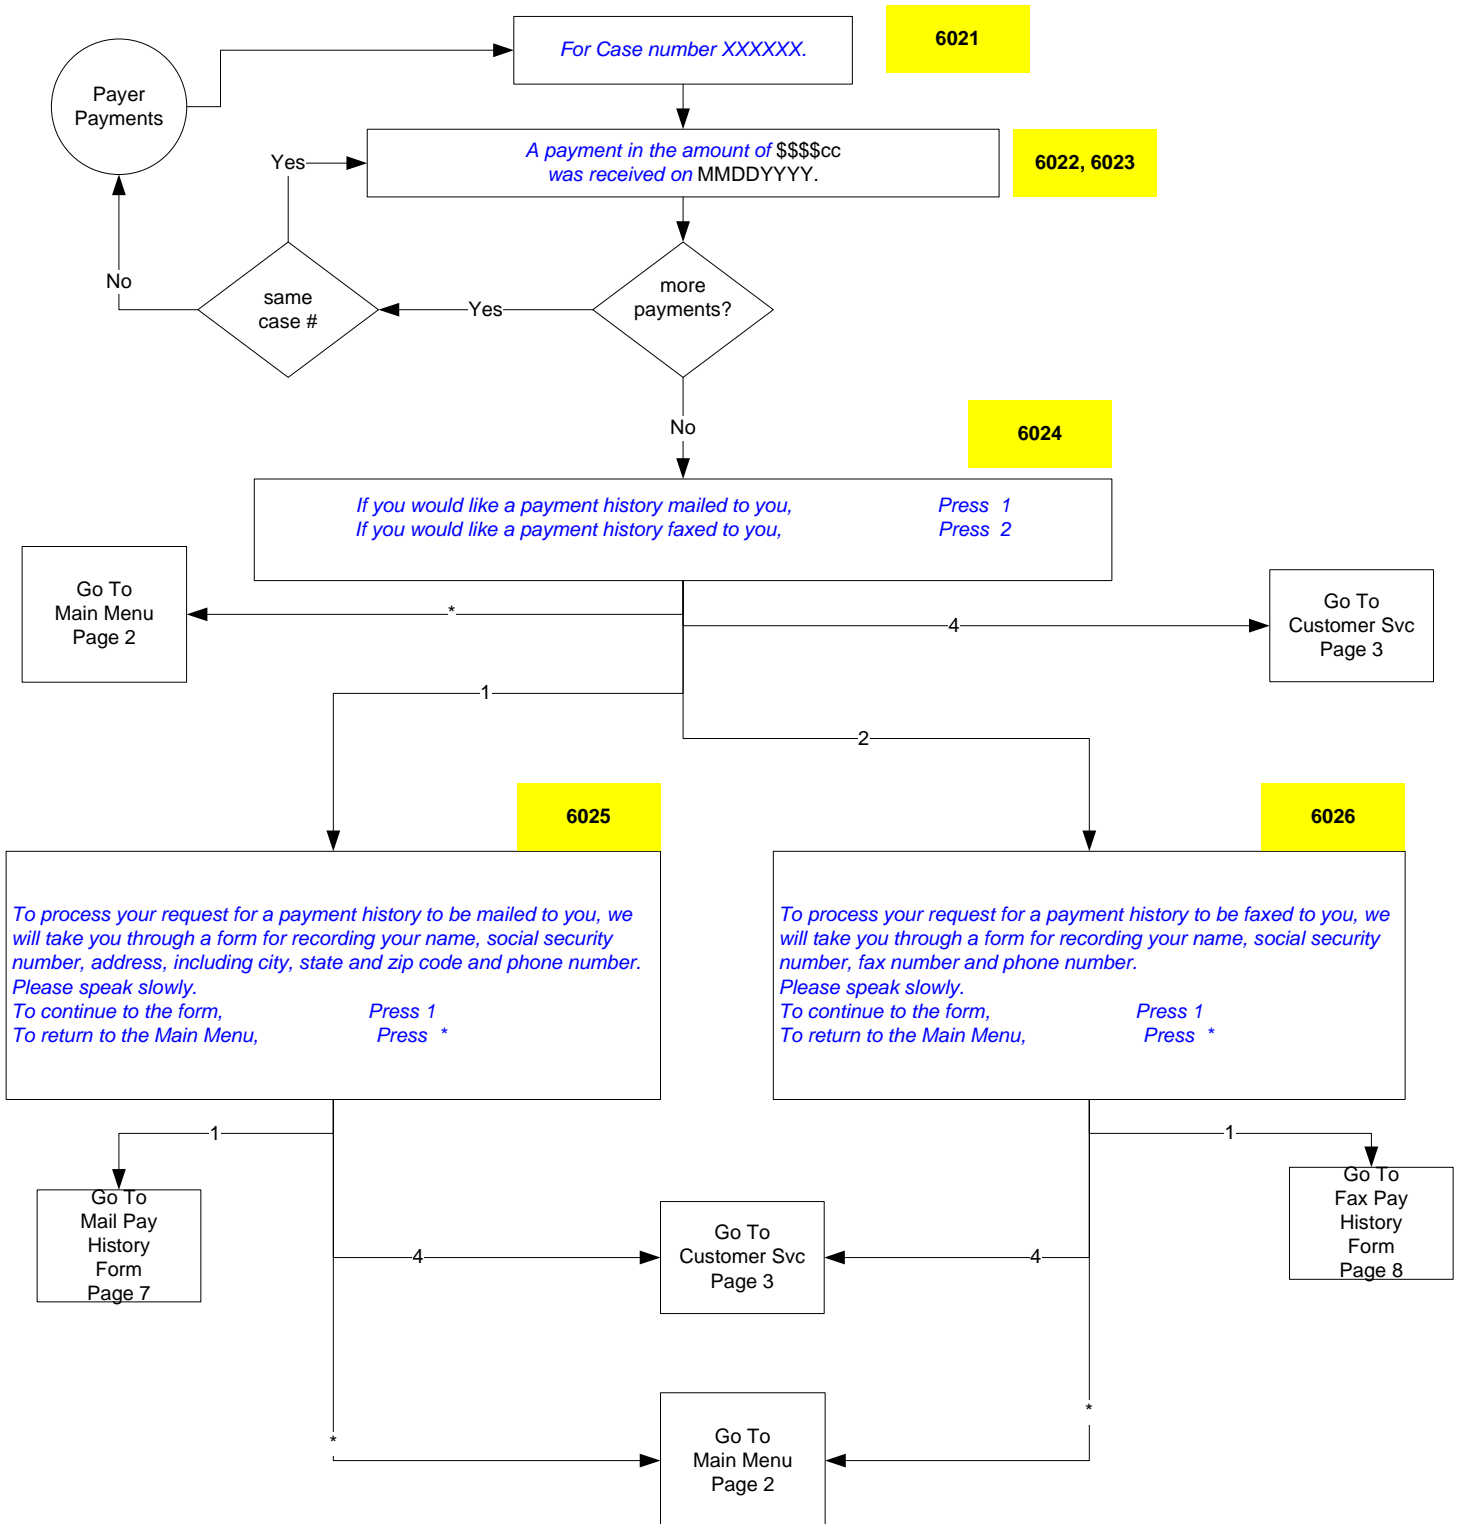 6021
For Case number XXXXXX.
Payer
Payments
A payment in the amount of $$$$cc
was received on MMDDYYYY.
6022, 6023
Yes
No
same
case #
Yes
more
payments?
No
6024
If you would like a payment history mailed to you, Press 1
If you would like a payment history faxed to you, Press 2
Go To
Main Menu
Page 2
*
4
Go To
Customer Svc
Page 3
1
2
6025
6026
To process your request for a payment history to be mailed to you, we
will take you through a form for recording your name, social security
number, address, including city, state and zip code and phone number.
Please speak slowly.
To continue to the form, Press 1
To return to the Main Menu, Press *
To process your request for a payment history to be faxed to you, we
will take you through a form for recording your name, social security
number, fax number and phone number.
Please speak slowly.
To continue to the form, Press 1
To return to the Main Menu, Press *
1
1
Go To
Mail Pay
History
Form
Page 7
4
Go To
Customer Svc
Page 3
4
Go To
Fax Pay
History
Form
Page 8
*
Go To
Main Menu
Page 2
*